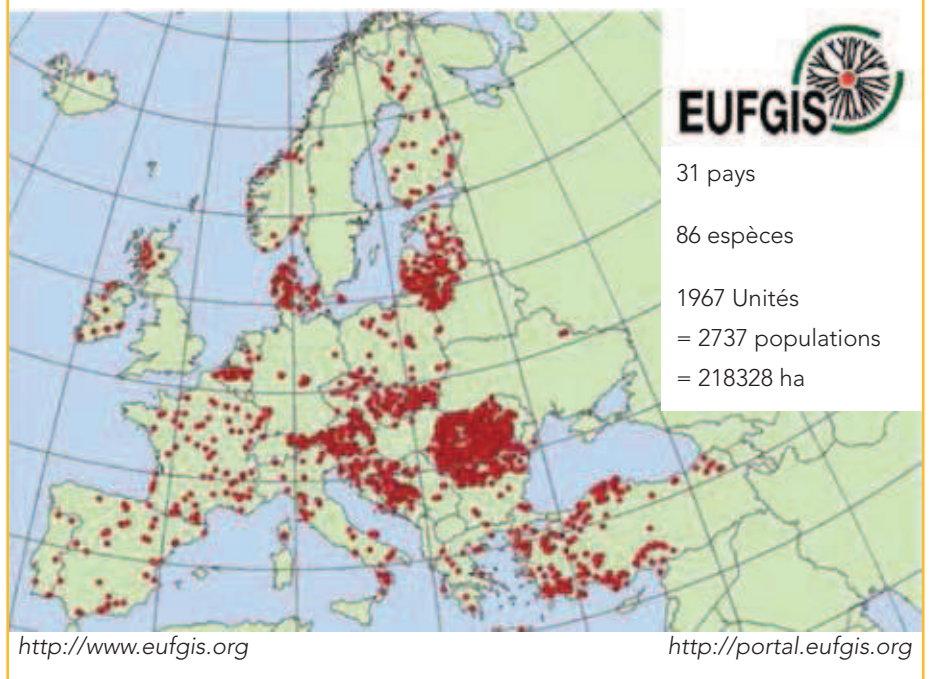 EUFGIS
31 pays
86 espèces
1967 Unités
= 2737 populations
= 218328 ha
http://www.eufgis.org
http://portal.eufgis.org